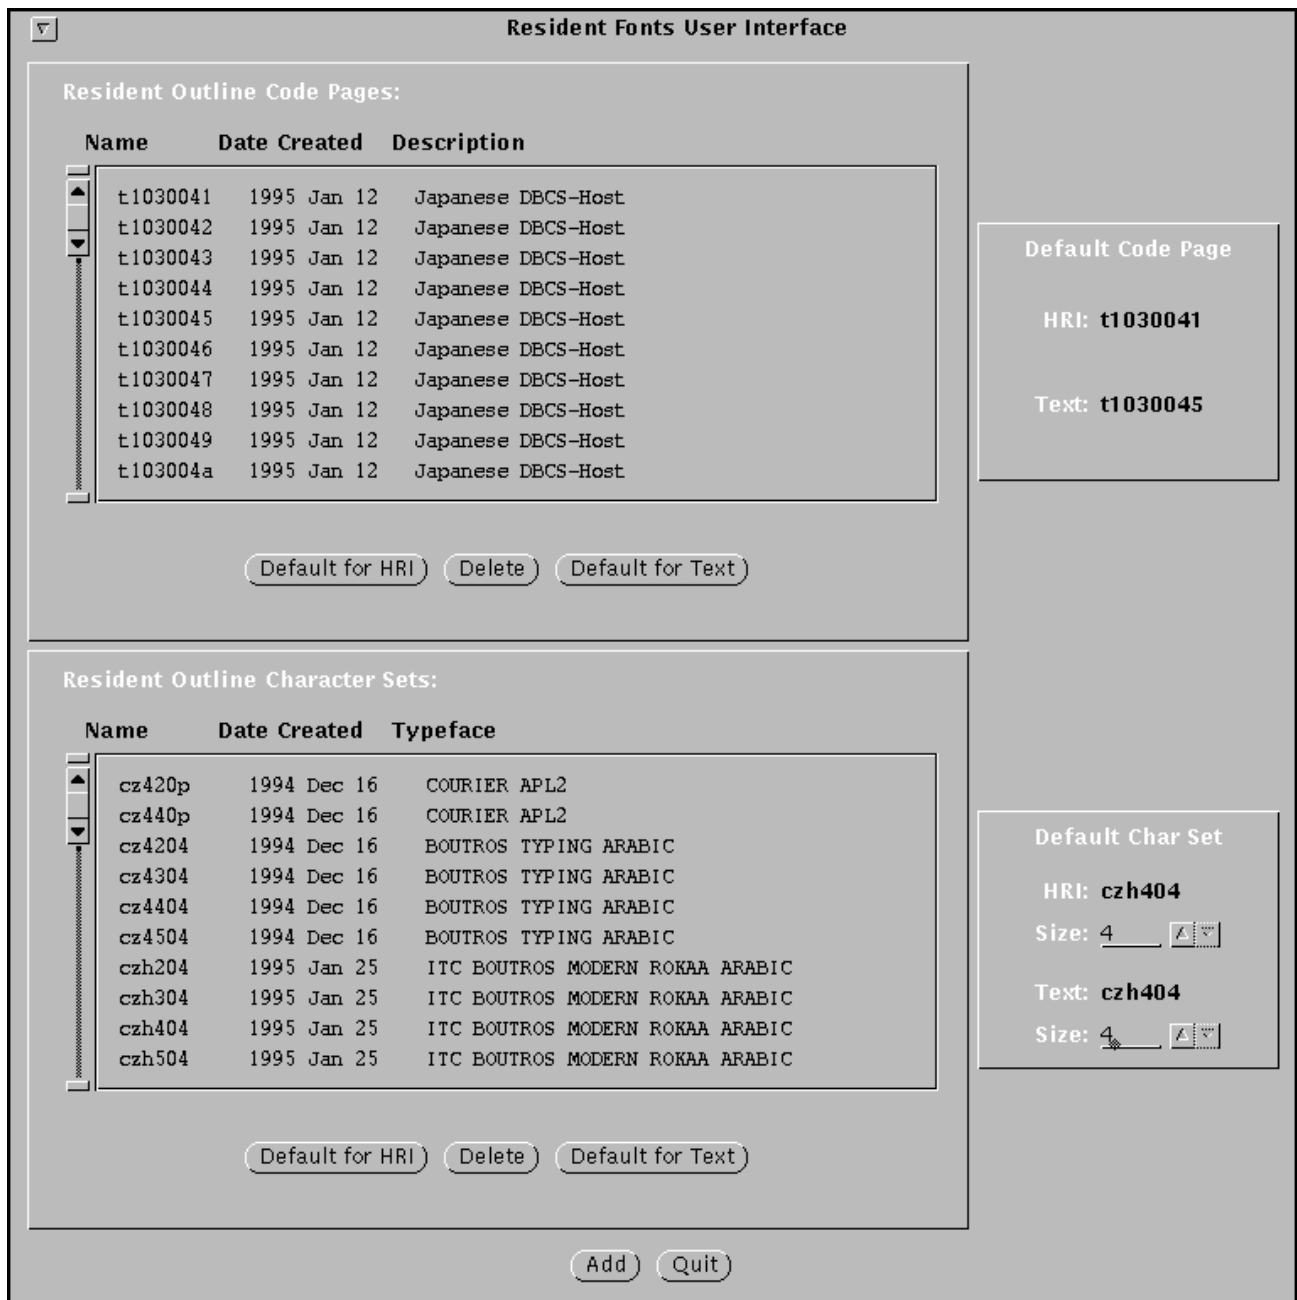 Resident Fonts User Interface
Resident Outline Code Pages:
Name Date Created Description
t1030041 1995 Jan 12 Japanese DBCS-Host
t1030042 1995 Jan 12 Japanese DBCS-Host
t1030043 1995 Jan 12 Japanese DBCS-Host
t1030044 1995 Jan 12 Japanese DBCS-Host
t1030045 1995 Jan 12 Japanese DBCS-Host
t1030046 1995 Jan 12 Japanese DBCS-Host
t1030047 1995 Jan 12 Japanese DBCS-Host
t1030048 1995 Jan 12 Japanese DBCS-Host
t1030049 1995 Jan 12 Japanese DBCS-Host
t103004a 1995 Jan 12 Japanese DBCS-Host
Default for HRI Delete Default for Text
Default Code Page
HRI: t1030041
Text: t1030045
Resident Outline Character Sets:
Name Date Created Typeface
cz420p 1994 Dec 16 COURIER APL2
cz440p 1994 Dec 16 COURIER APL2
cz4204 1994 Dec 16 BOUTROS TYPING ARABIC
cz4304 1994 Dec 16 BOUTROS TYPING ARABIC
cz4404 1994 Dec 16 BOUTROS TYPING ARABIC
cz4504 1994 Dec 16 BOUTROS TYPING ARABIC
czh204 1995 Jan 25 ITC BOUTROS MODERN ROKAA ARABIC
czh304 1995 Jan 25 ITC BOUTROS MODERN ROKAA ARABIC
czh404 1995 Jan 25 ITC BOUTROS MODERN ROKAA ARABIC
czh504 1995 Jan 25 ITC BOUTROS MODERN ROKAA ARABIC
Default for HRI Delete Default for Text
Default Char Set
HRI: czh404
Size: 4
Text: czh404
Size: 4
Add Quit